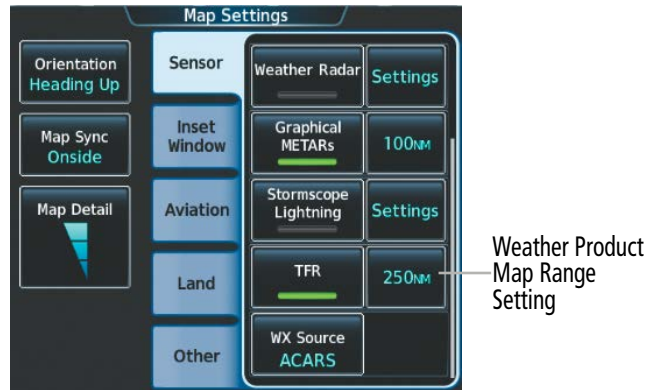 Map Settings
Orientation
Heading Up
Map Sync
Onside
Map Detail
Sensor
Inset
Window
Aviation
Land
Other
Weather Radar
Settings
Graphical
METARs
100NM
Stormscope
Lightning
Settings
TFR
250NM
WX Source
ACARS
Weather Product
Map Range
Setting